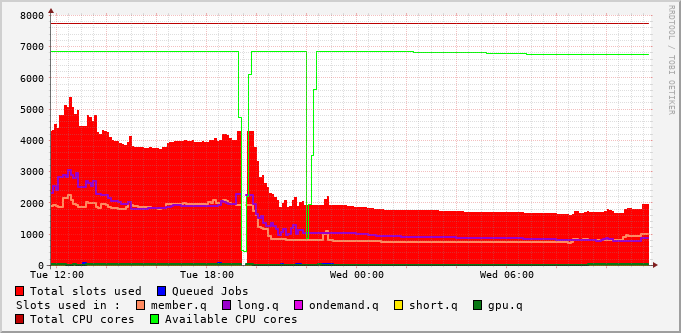 8000
7000
6000
5000
4000
3000
2000
1000
0
Tue 12:00 Tue 18:00 Wed 00:00 Wed 06:00
RRDTOOL / TOBI OETIKER
Total slots used Queued Jobs
Slots used in : member.q long.q ondemand.q short.q gpu.q
Total CPU cores Available CPU cores